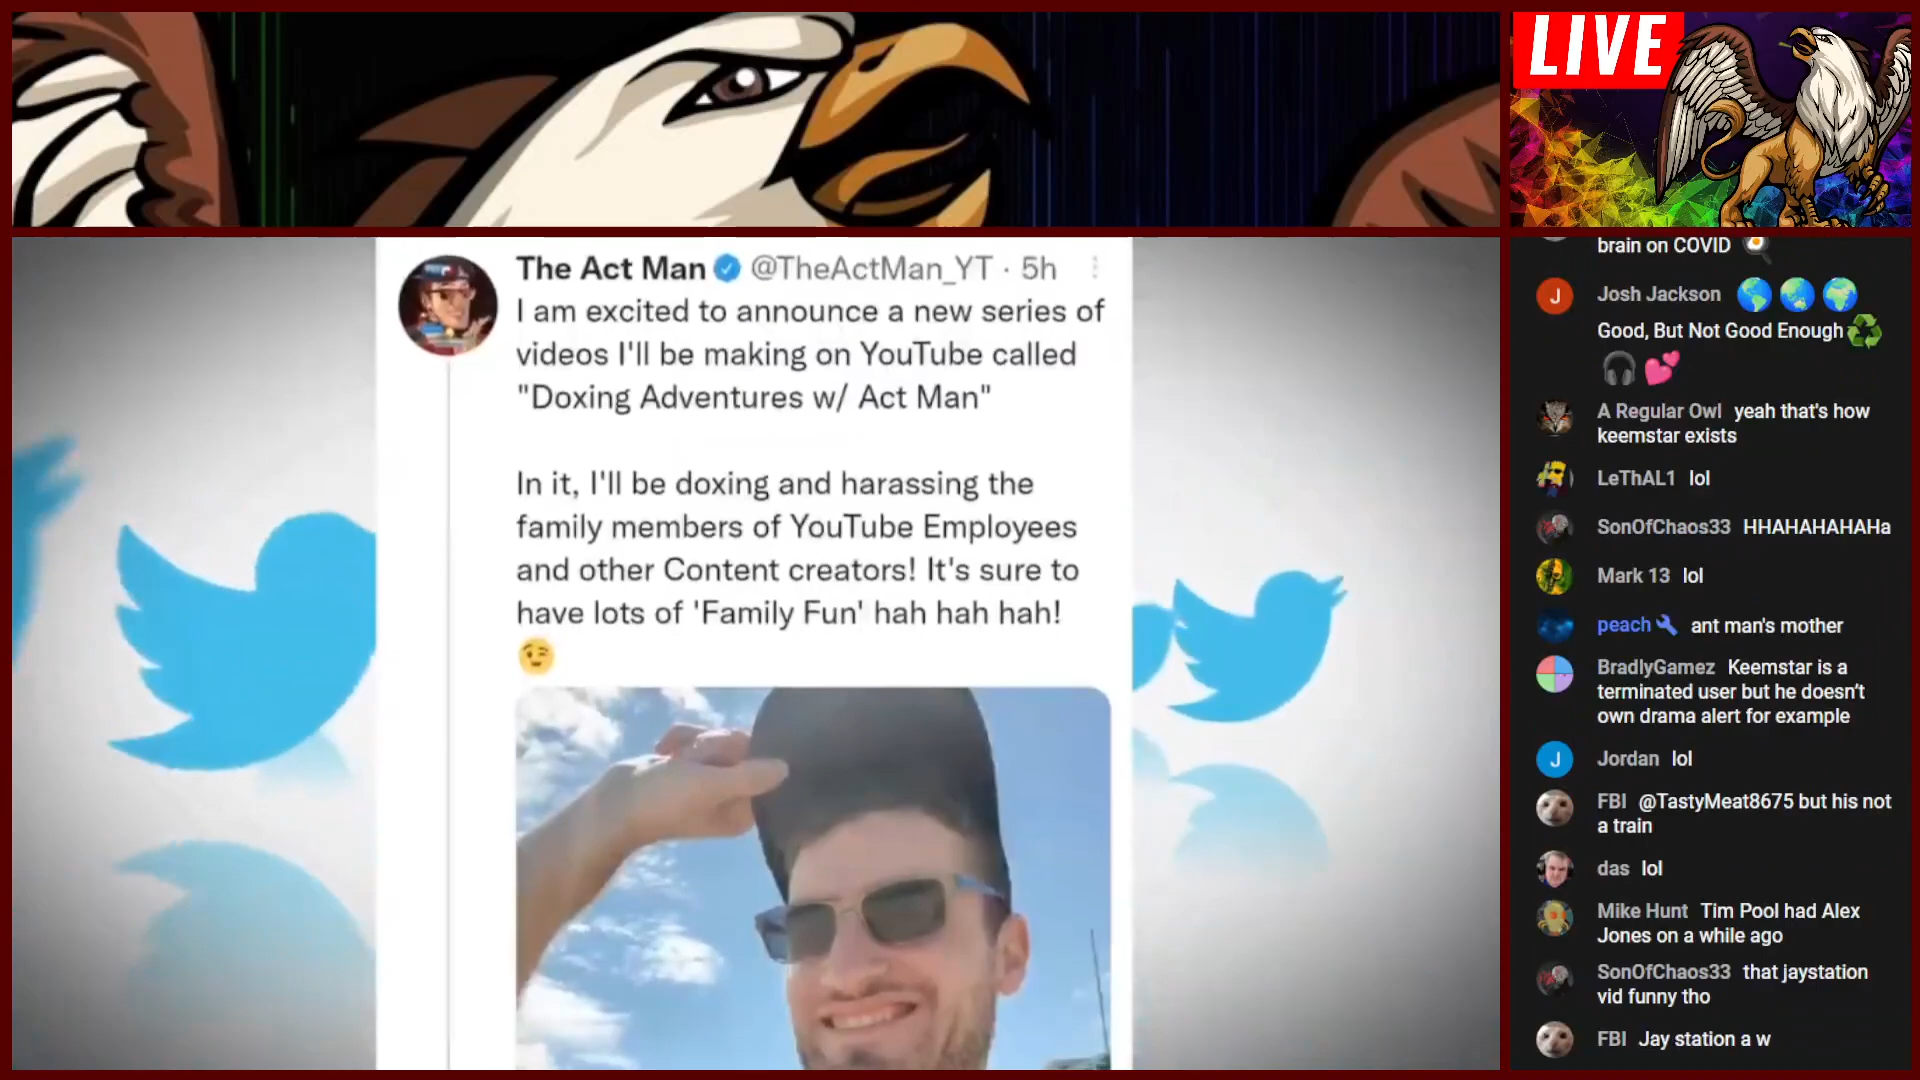 LIVE
The Act Man @TheActMan_YT · 5h
I am excited to announce a new series of
videos I'll be making on YouTube called
"Doxing Adventures w/ Act Man"
In it, I'll be doxing and harassing the
family members of YouTube Employees
and other Content creators! It's sure to
have lots of 'Family Fun' hah hah hah!
😉
brain on COVID 🍳
J Josh Jackson 🌎 🌏 🌍
Good, But Not Good Enough ♻️
🎧 💕
A Regular Owl yeah that's how
keemstar exists
LeThAL1 lol
SonOfChaos33 HHAHAHAHAHa
Mark 13 lol
peach 🔧 ant man's mother
BradlyGamez Keemstar is a
terminated user but he doesn't
own drama alert for example
J Jordan lol
FBI @TastyMeat8675 but his not
a train
das lol
Mike Hunt Tim Pool had Alex
Jones on a while ago
SonOfChaos33 that jaystation
vid funny tho
FBI Jay station a w